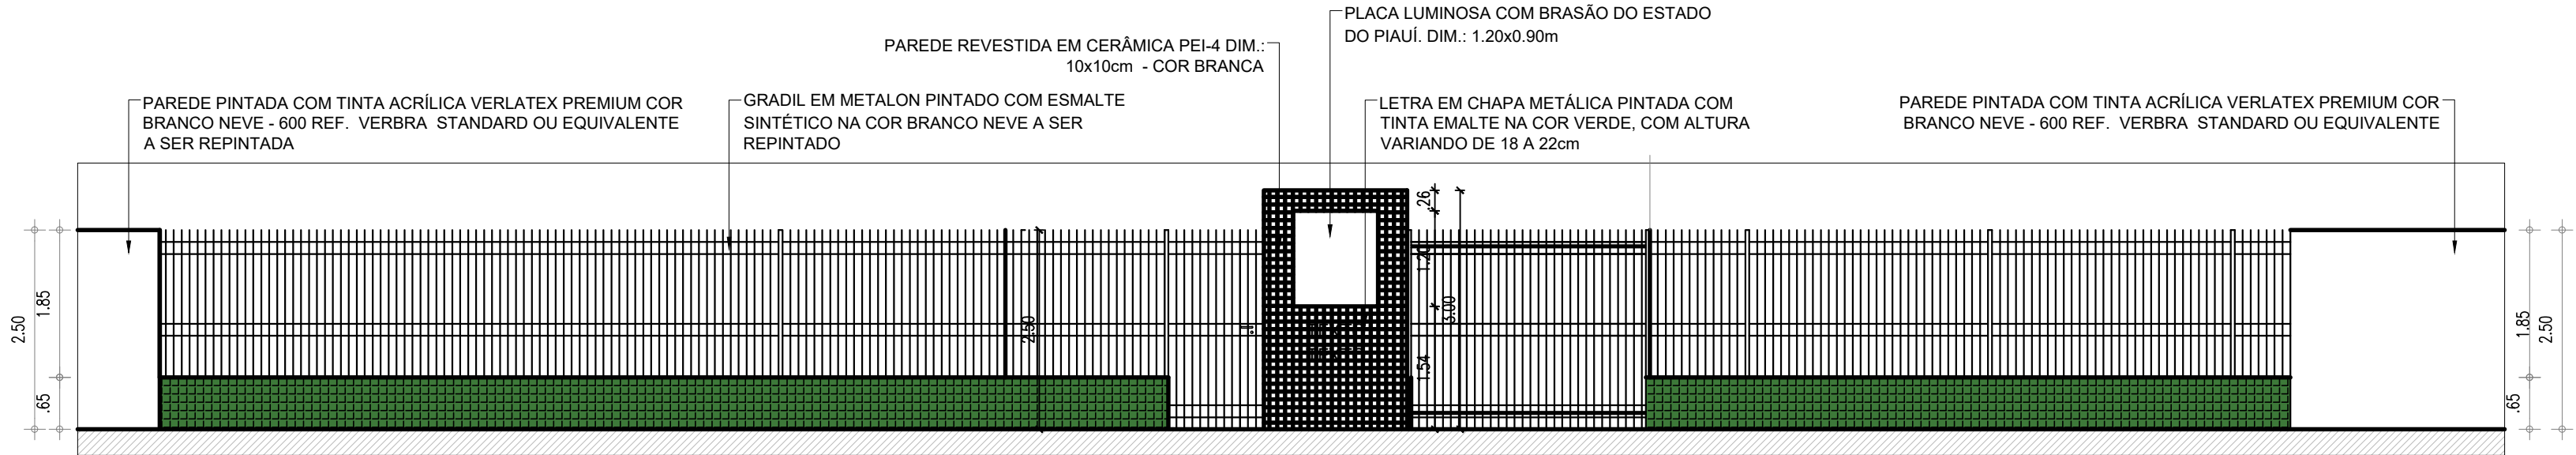 PLACA LUMINOSA COM BRASÃO DO ESTADO
DO PIAUÍ. DIM.: 1.20x0.90m
PAREDE REVESTIDA EM CERÂMICA PEI-4 DIM.:
10x10cm - COR BRANCA
PAREDE PINTADA COM TINTA ACRÍLICA VERLATEX PREMIUM COR
BRANCO NEVE - 600 REF. VERBRA STANDARD OU EQUIVALENTE
A SER REPINTADA
GRADIL EM METALON PINTADO COM ESMALTE
SINTÉTICO NA COR BRANCO NEVE A SER
REPINTADO
LETRA EM CHAPA METÁLICA PINTADA COM
TINTA EMALTE NA COR VERDE, COM ALTURA
VARIANDO DE 18 A 22cm
PAREDE PINTADA COM TINTA ACRÍLICA VERLATEX PREMIUM COR
BRANCO NEVE - 600 REF. VERBRA STANDARD OU EQUIVALENTE
2.50
1.85
.65
2.50
.26
3.00
1.54
1.85
2.50
.65